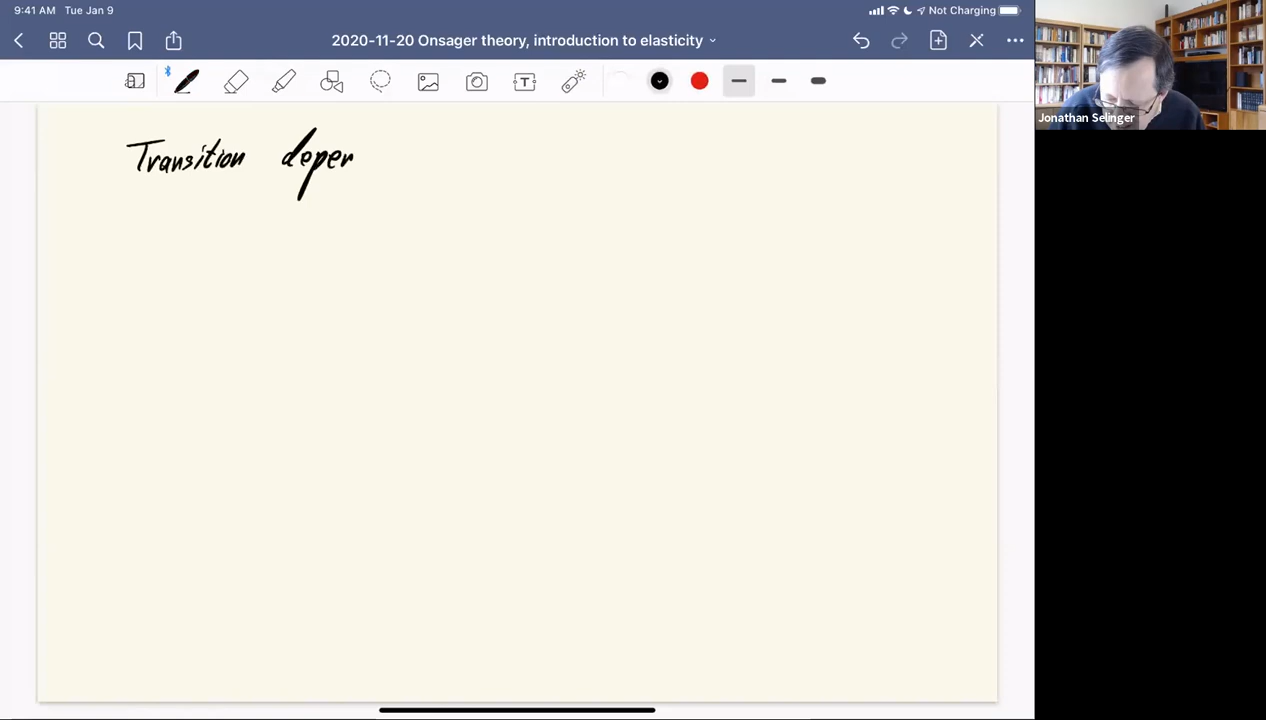 9:41 AM Tue Jan 9
Not Charging
2020-11-20 Onsager theory, introduction to elasticity
T
Jonathan Selinger
Transition deper